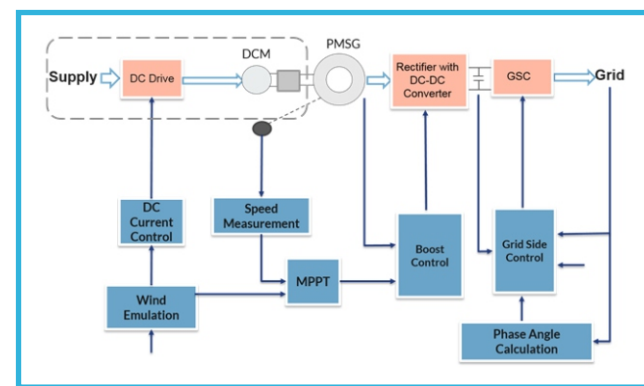 DCM
PMSG
Supply
DC Drive
Rectifier with
DC-DC
Converter
GSC
Grid
DC
Current
Control
Speed
Measurement
Boost
Control
Grid Side
Control
MPPT
Wind
Emulation
Phase Angle
Calculation